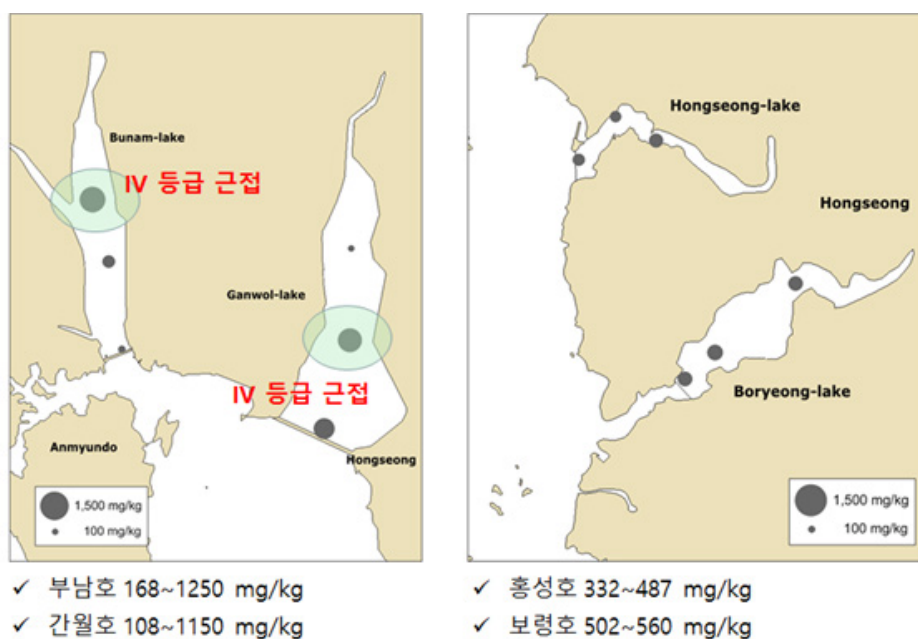 Bunam-lake
IV 등급 근접
Ganwol-lake
IV 등급 근접
Anmyundo
Hongseong
1,500 mg/kg
100 mg/kg
✓ 부남호 168~1250 mg/kg
✓ 간월호 108~1150 mg/kg
Hongseong-lake
Hongseong
Boryeong-lake
1,500 mg/kg
100 mg/kg
✓ 홍성호 332~487 mg/kg
✓ 보령호 502~560 mg/kg